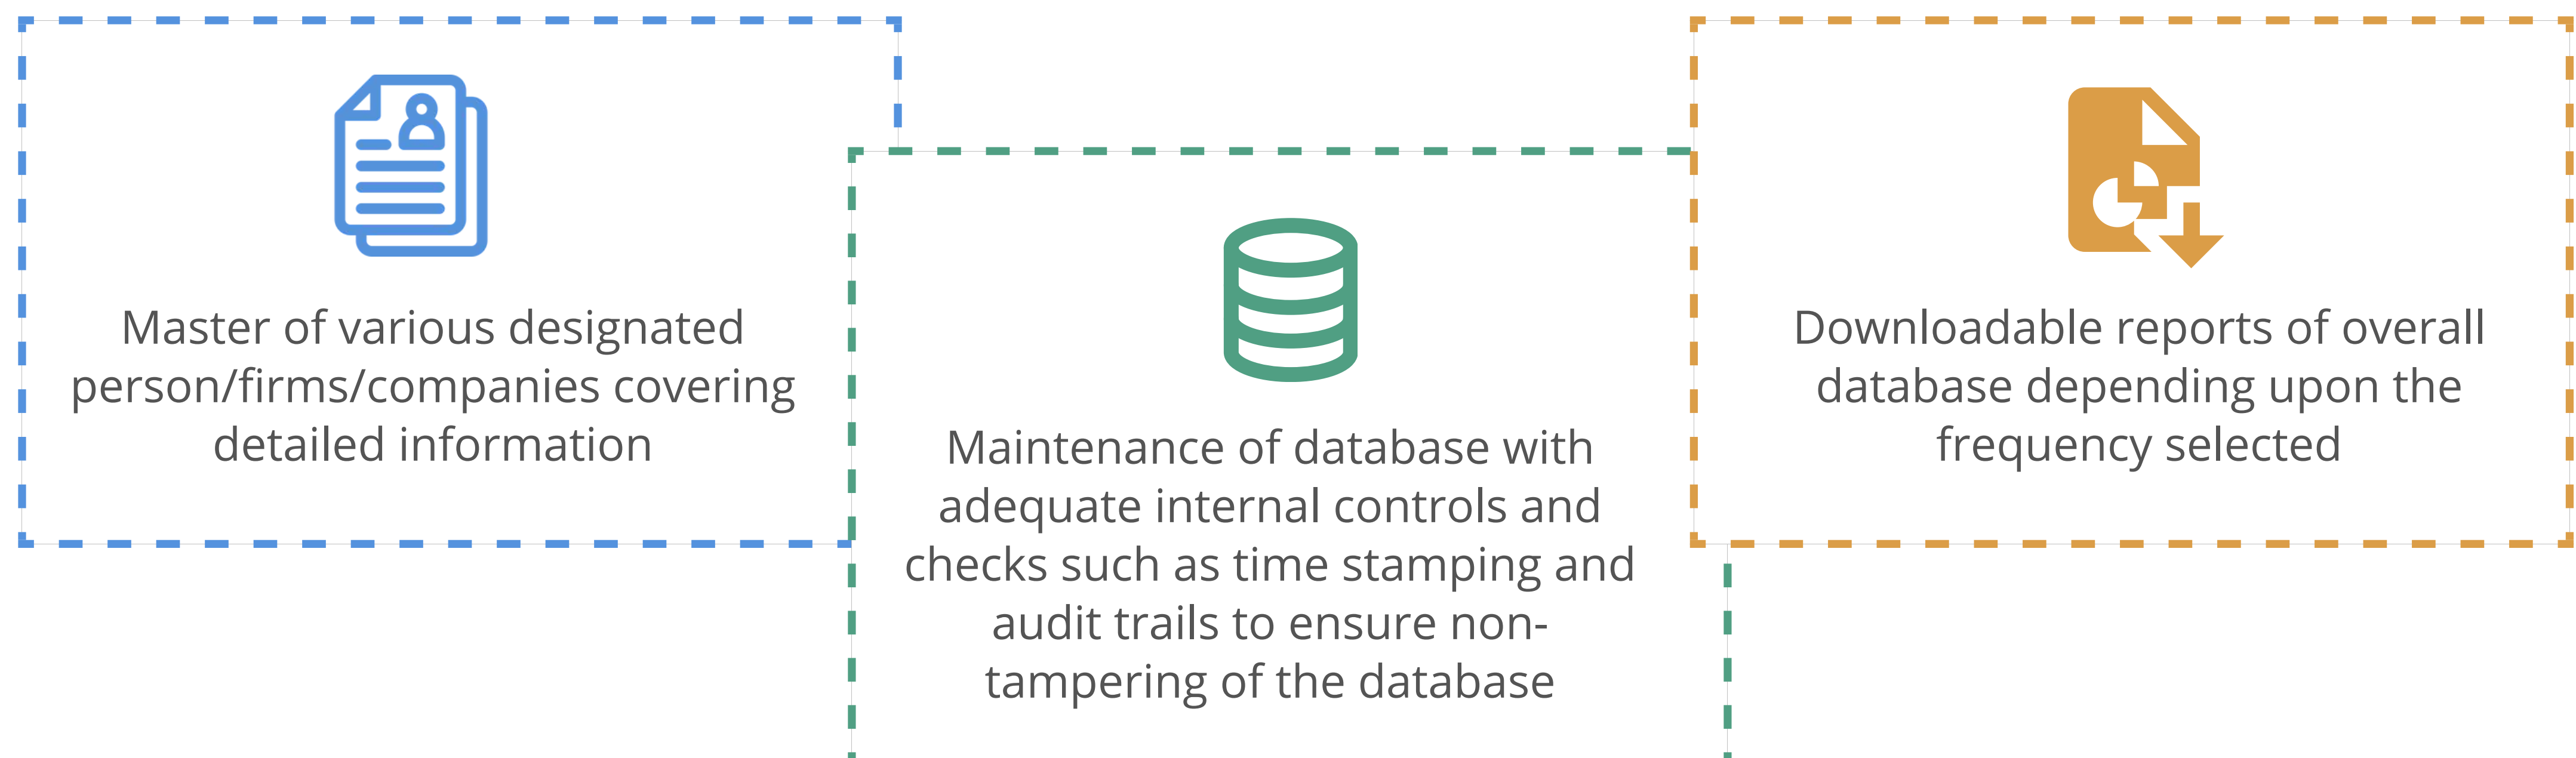 Master of various designated
person/firms/companies covering
detailed information
Maintenance of database with
adequate internal controls and
checks such as time stamping and
audit trails to ensure non-
tampering of the database
Downloadable reports of overall
database depending upon the
frequency selected